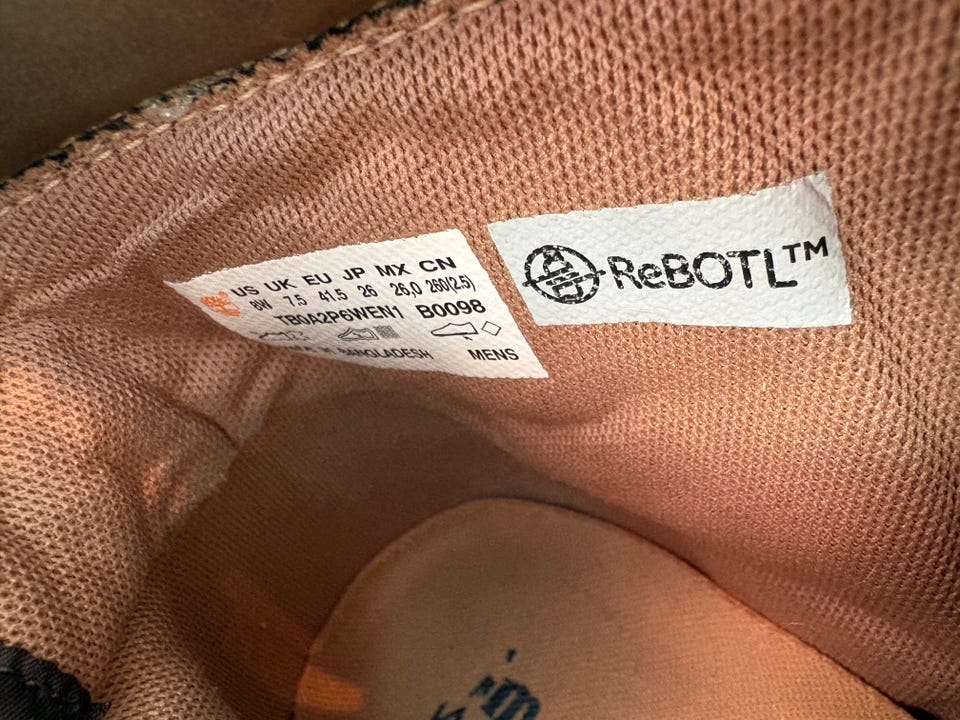 US UK EU JP MX CN
8W 7.5 41.5 26 26,0 260(2.5)
TB0A2P6WEN1 B0098
BANGLADESH MENS
ReBOTL™